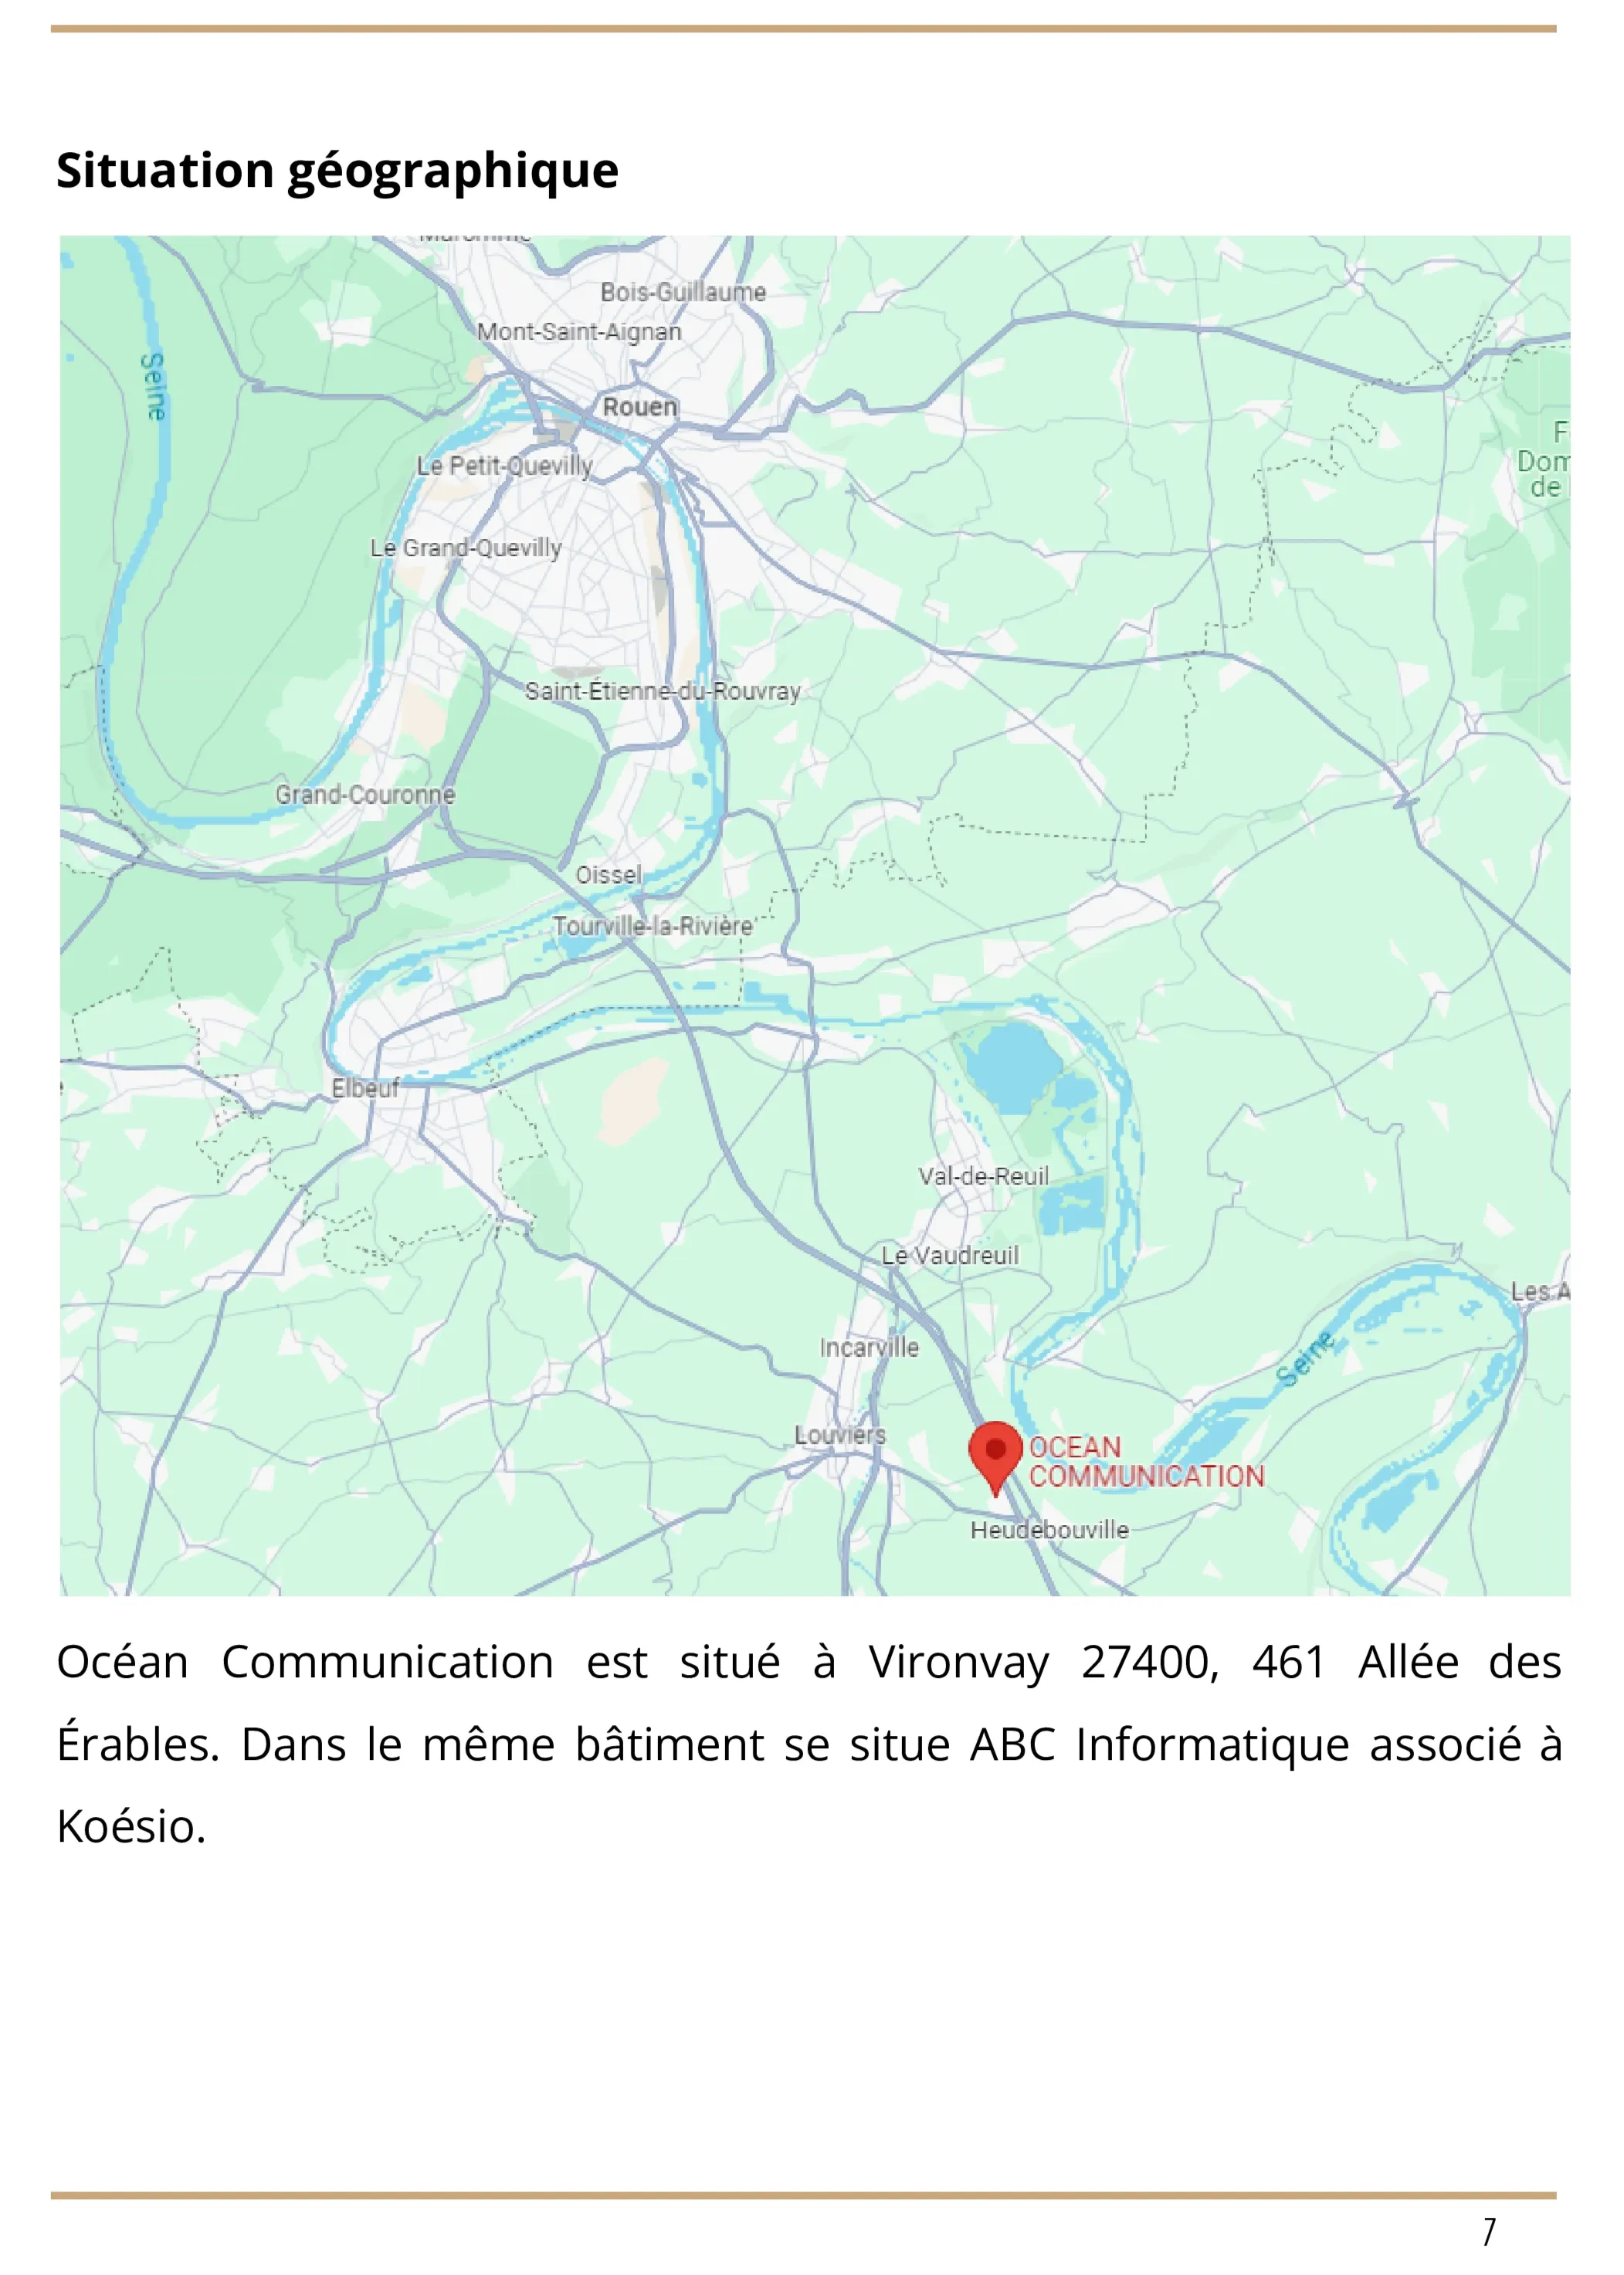 Situation géographique
Bois-Guillaume
Mont-Saint-Aignan
Seine
Rouen
Le Petit-Quevilly
Dom
de
Le Grand-Quevilly
Saint-Étienne-du-Rouvray
Grand-Couronne
Oissel
Tourville-la-Rivière
Elbeuf
Val-de-Reuil
Le Vaudreuil
Les A
Incarville
Seine
Louviers
OCEAN
COMMUNICATION
Heudebouville
Océan Communication est situé à Vironvay 27400, 461 Allée des
Érables. Dans le même bâtiment se situe ABC Informatique associé à
Koésio.
7